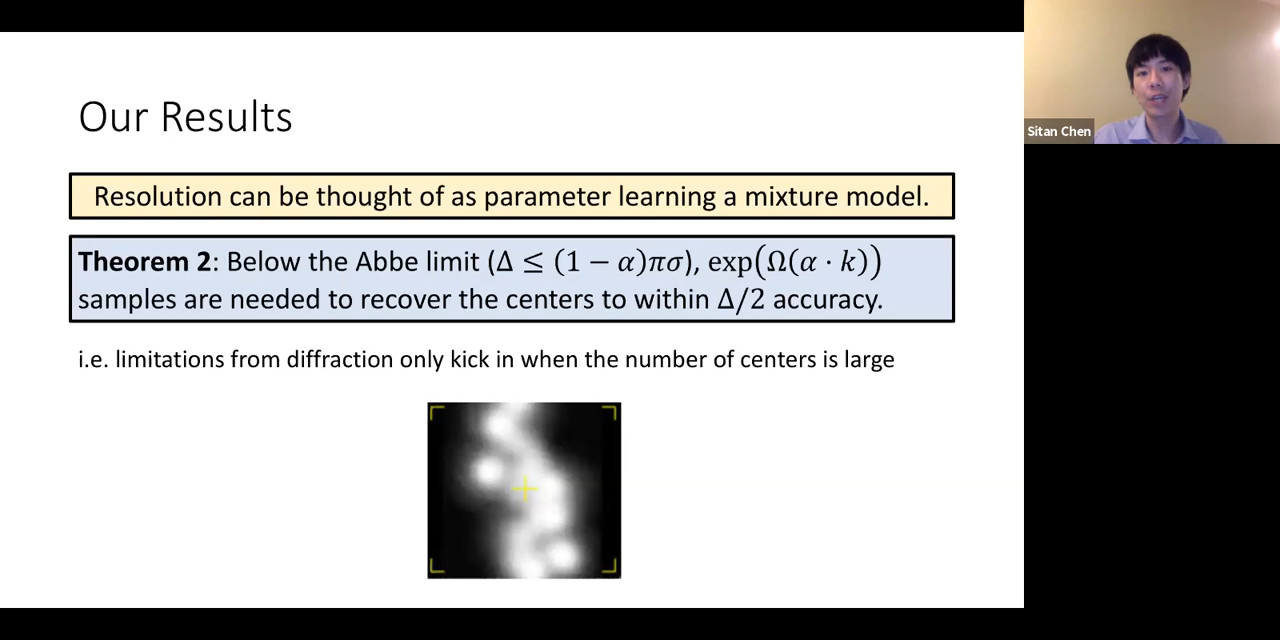 Our Results
Resolution can be thought of as parameter learning a mixture model.
Theorem 2: Below the Abbe limit (Δ ≤ (1 − α)πσ), exp(Ω(α · k))
samples are needed to recover the centers to within Δ/2 accuracy.
i.e. limitations from diffraction only kick in when the number of centers is large
Sitan Chen